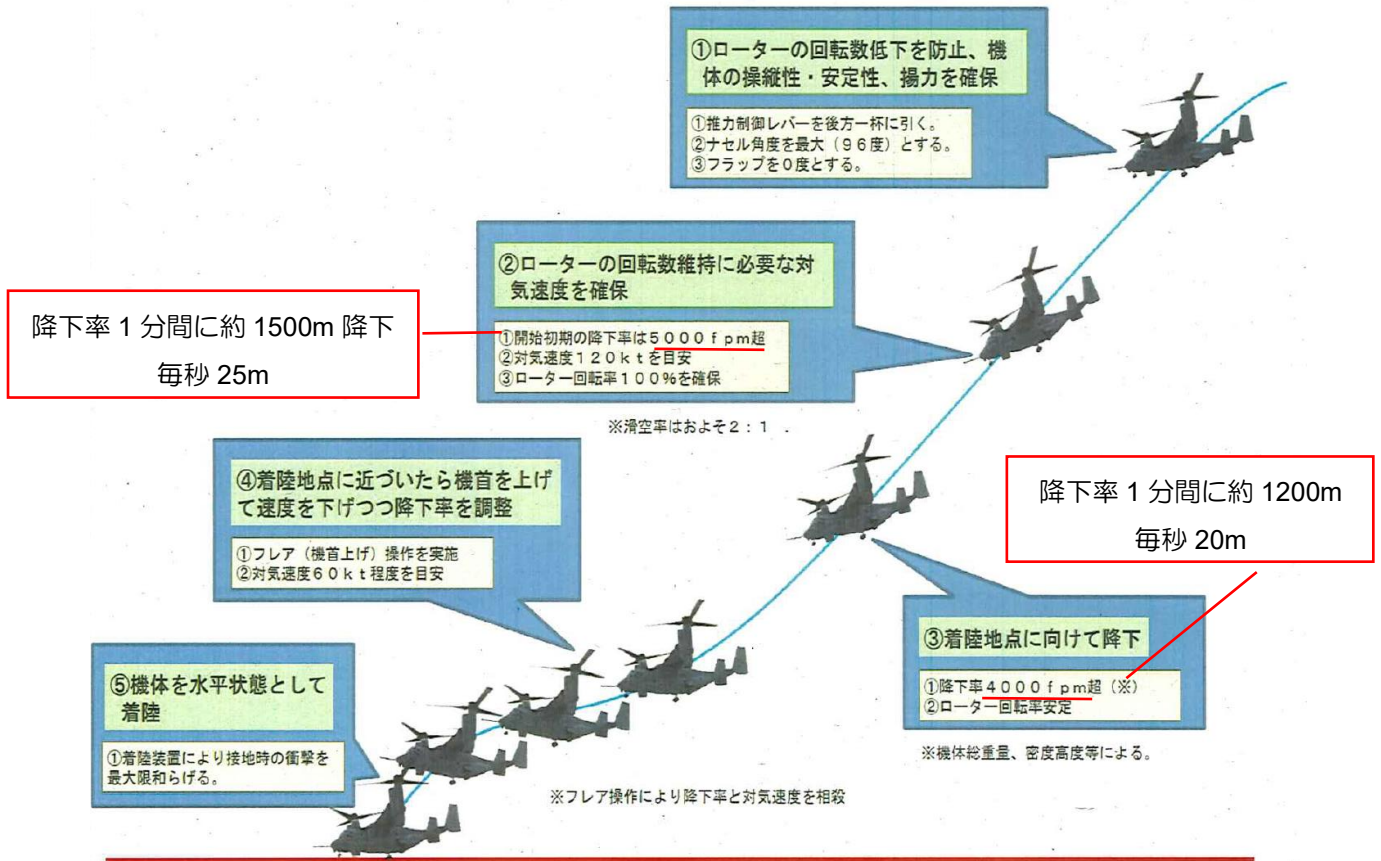 ①ローターの回転数低下を防止、機
体の操縦性・安定性、揚力を確保
①推力制御レバーを後方一杯に引く。
②ナセル角度を最大（９６度）とする。
③フラップを０度とする。
②ローターの回転数維持に必要な対
気速度を確保
①開始初期の降下率は５０００ｆｐｍ超
②対気速度１２０ｋｔを目安
③ローター回転率１００％を確保
※滑空率はおよそ２：１
降下率 1 分間に約 1500m 降下
毎秒 25m
③着陸地点に向けて降下
①降下率４０００ｆｐｍ超（※）
②ローター回転率安定
※機体総重量、密度高度等による。
降下率 1 分間に約 1200m
毎秒 20m
④着陸地点に近づいたら機首を上げ
て速度を下げつつ降下率を調整
①フレア（機首上げ）操作を実施
②対気速度６０ｋｔ程度を目安
⑤機体を水平状態として
着陸
①着陸装置により接地時の衝撃を
最大限和らげる。
※フレア操作により降下率と対気速度を相殺